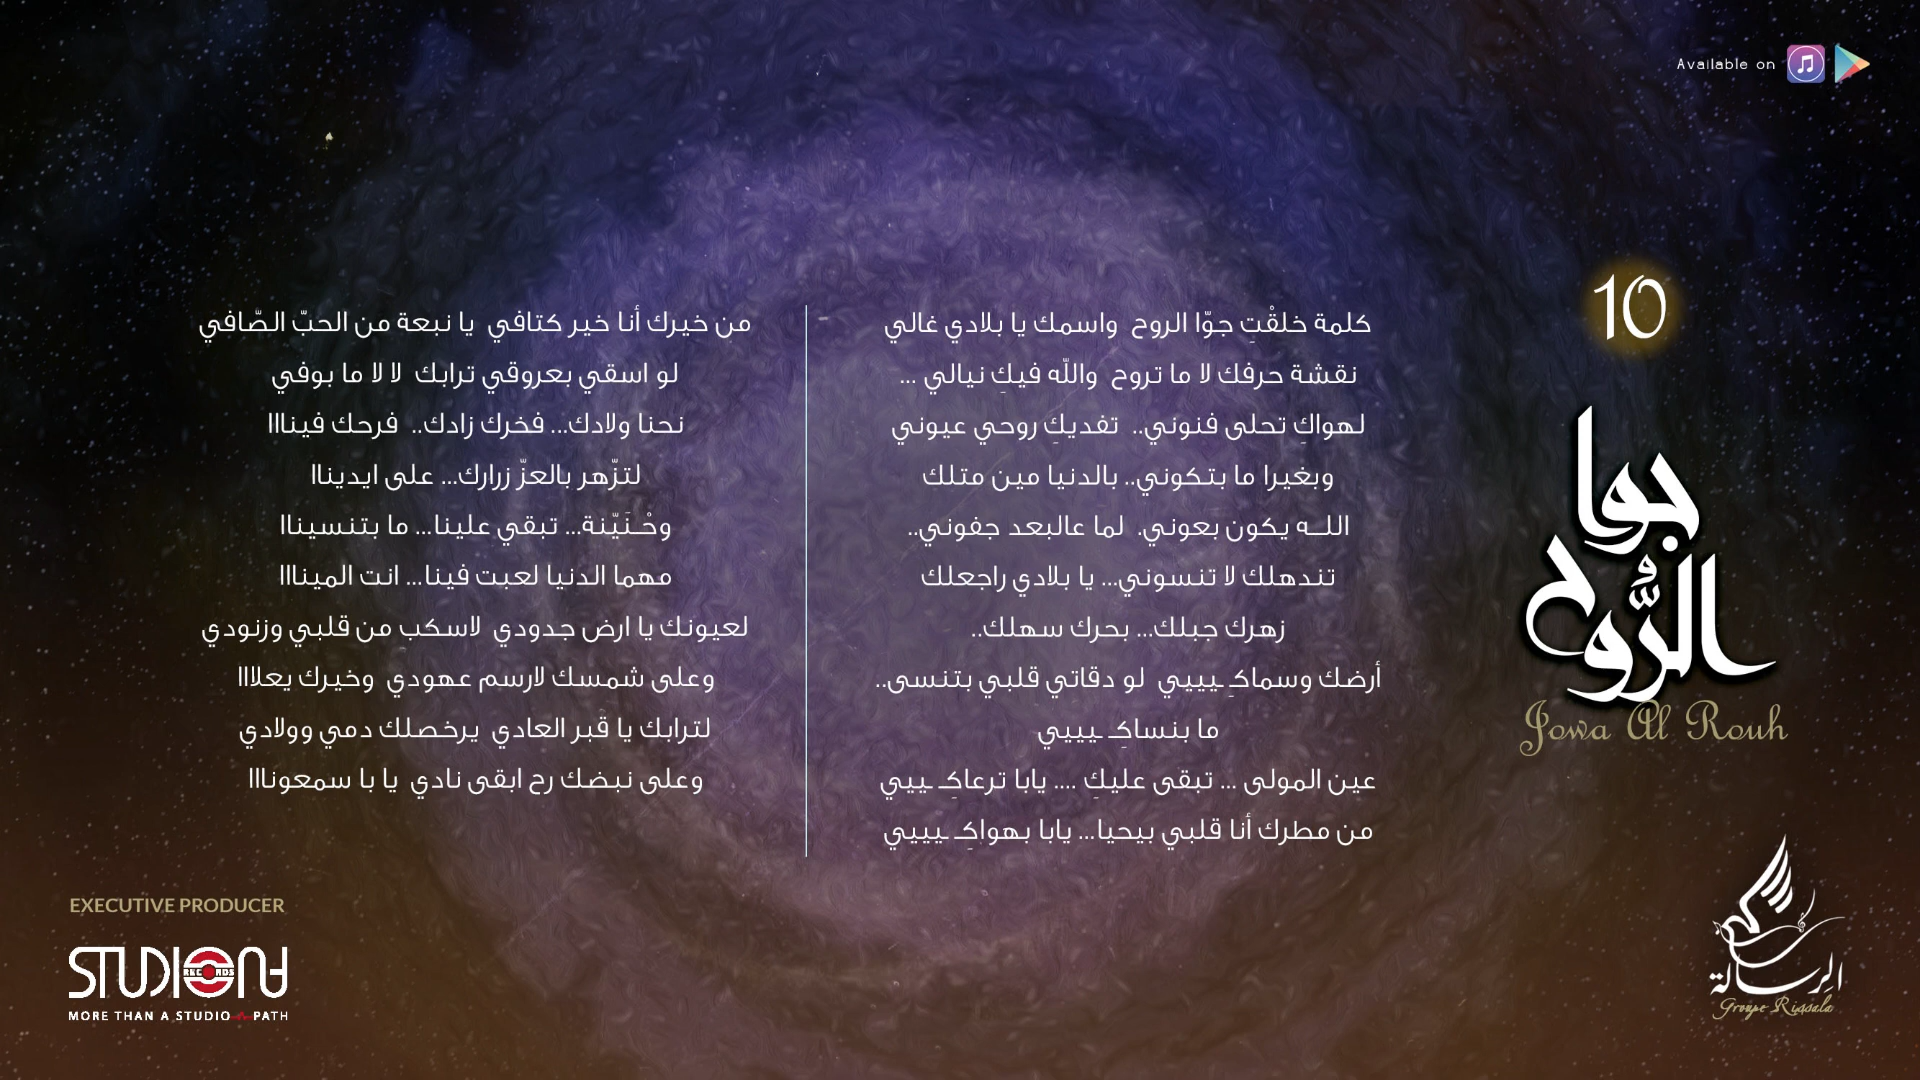 Available on
10
جوا
الرُّوح
Jowa Al Rouh
كلمة خلقْتِ جوّا الروح واسمك يا بلادي غالي
نقشة حرفك لا ما تروح واللّه فيكِ نيالي ...
لهواكِ تحلى فنوني.. تفديكِ روحي عيوني
وبغيرا ما بتكوني.. بالدنيا مين متلك
اللـه يكون بعوني. لما عالبعد جفوني..
تندهلك لا تنسوني... يا بلادي راجعلك
زهرك جبلك... بحرك سهلك..
أرضك وسماكِـ ـيييي لو دقاتي قلبي بتنسى..
ما بنساكِـ ـيييي
عين المولى ... تبقى عليكِ .... يابا ترعاكِـ ـييي
من مطرك أنا قلبي بيحيا... يابا بهواكِـ ـيييي
من خيرك أنا خير كتافي يا نبعة من الحبّ الصّافي
لو اسقي بعروقي ترابك لا لا ما بوفي
نحنا ولادك... فخرك زادك.. فرحك فيناااا
لتزّهر بالعزّ زرارك... على ايديناا
وحْـنَيّنة... تبقي علينا... ما بتنسيناا
مهما الدنيا لعبت فينا... انت الميناااا
لعيونك يا ارض جدودي لاسكب من قلبي وزنودي
وعلى شمسك لارسم عهودي وخيرك يعلااا
لترابك يا قبر العادي يرخصلك دمي وولادي
وعلى نبضك رح ابقى نادي يا با سمعوناااا
EXECUTIVE PRODUCER
STUDIO RECORDS
MORE THAN A STUDIO PATH
الرسالة
Groupe Rissala